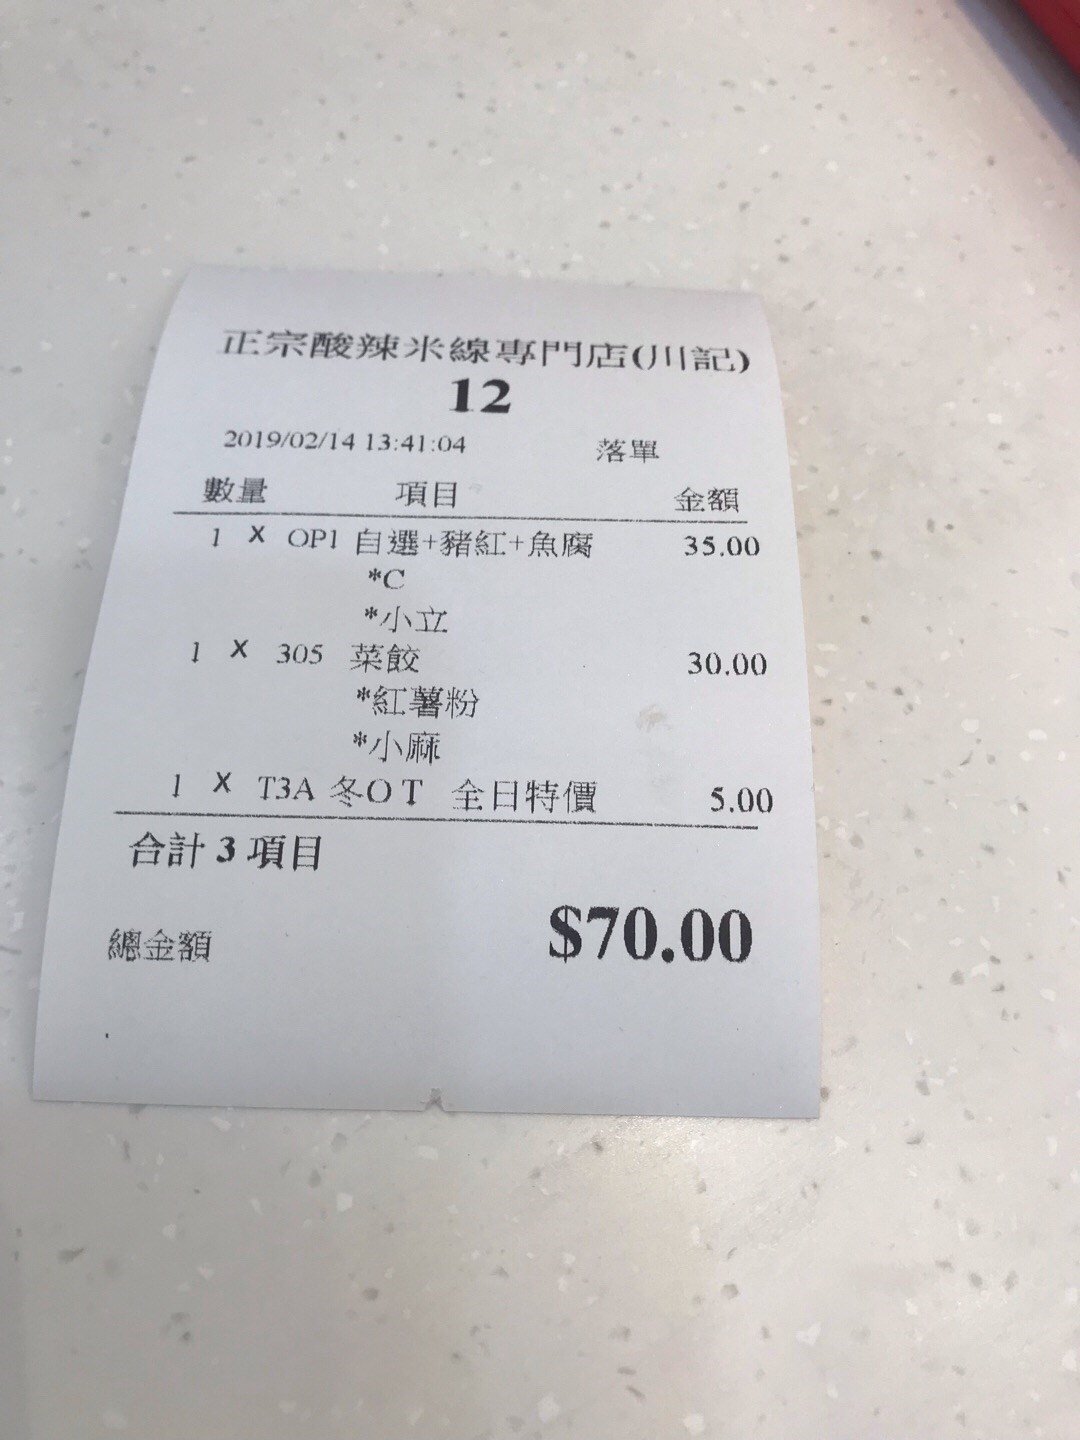 正宗酸辣米線專門店(川記)
12
2019/02/14 13:41:04 落單
數量 項目 金額
1 X OP1 自選+豬紅+魚腐 35.00
*C
*小立
1 X 305 菜餃 30.00
*紅薯粉
*小麻
1 X T3A 冬O T 全日特價 5.00
合計 3 項目
總金額 $70.00